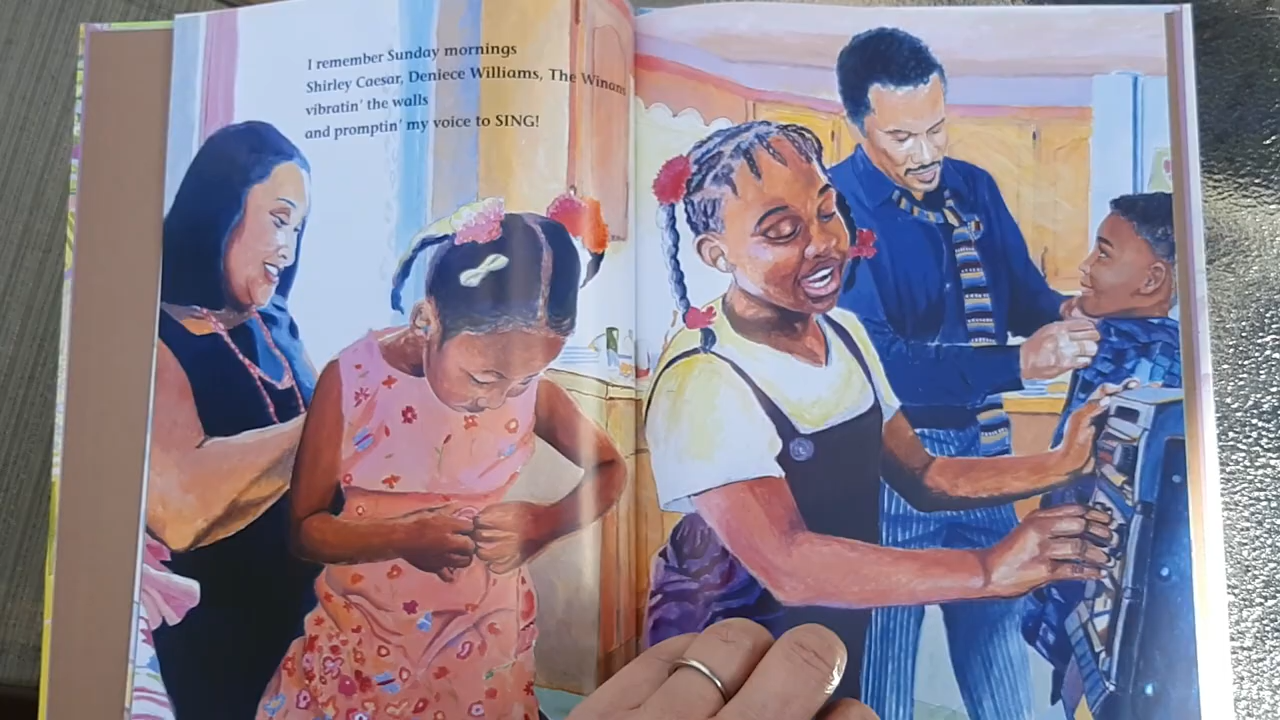 I remember Sunday mornings
Shirley Caesar, Deniece Williams, The Winans
vibratin' the walls
and promptin' my voice to SING!